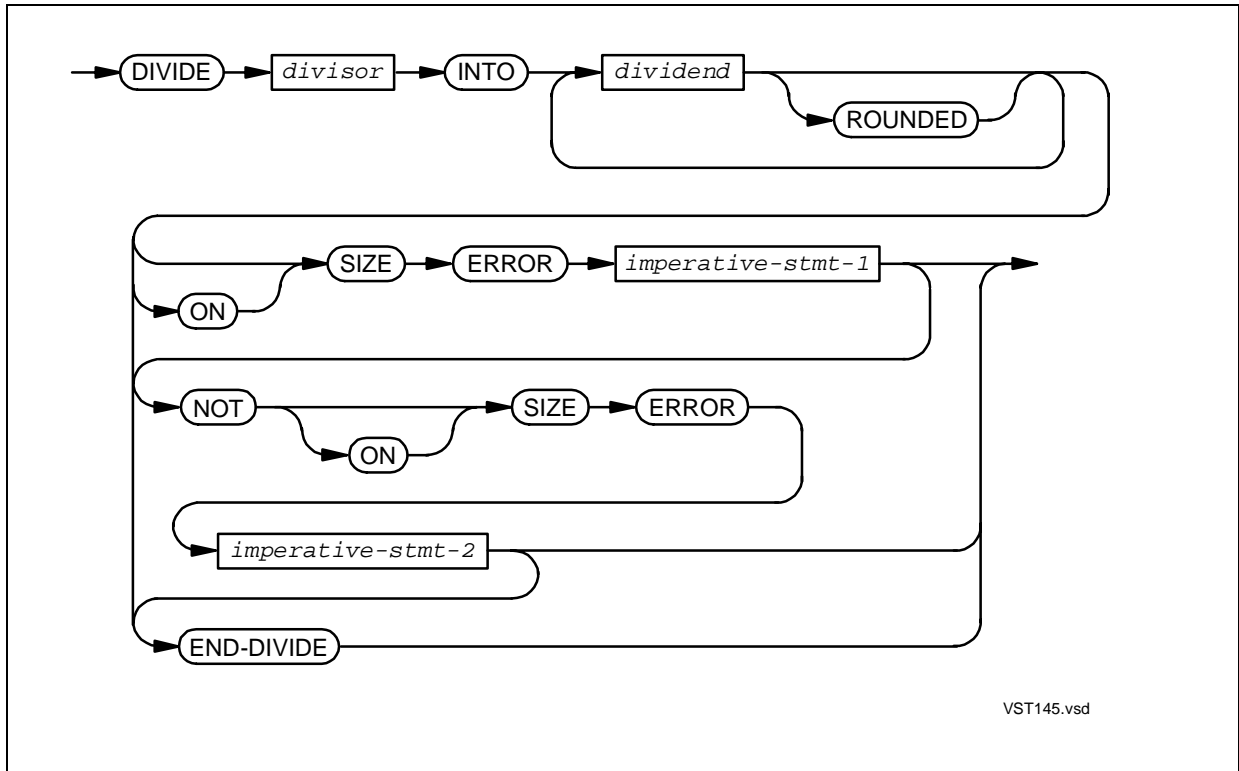 DIVIDE divisor INTO dividend
ROUNDED
SIZE ERROR imperative-stmt-1
ON
NOT SIZE ERROR
ON
imperative-stmt-2
END-DIVIDE
VST145.vsd